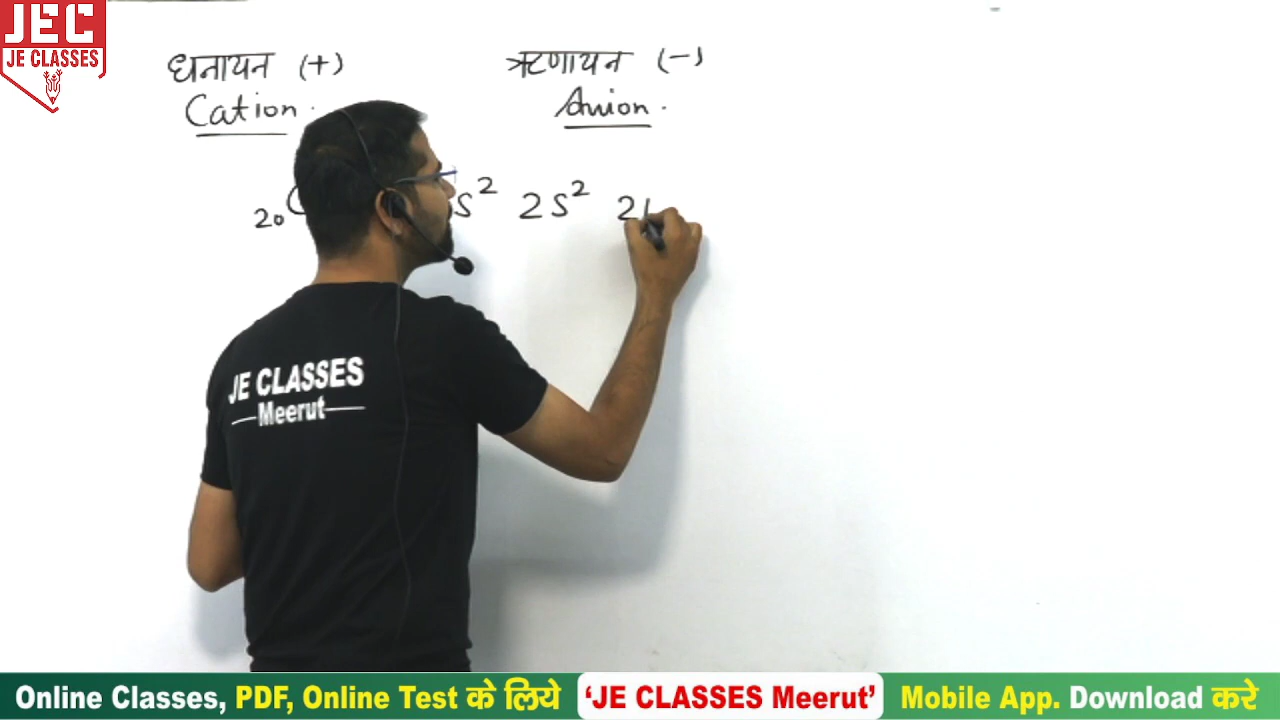 JEC
JE CLASSES
धनायन (+) ऋणायन (-)
Cation. Anion.
20 S² 2S² 2
JE CLASSES
Meerut
Online Classes, PDF, Online Test के लिये 'JE CLASSES Meerut' Mobile App. Download करे